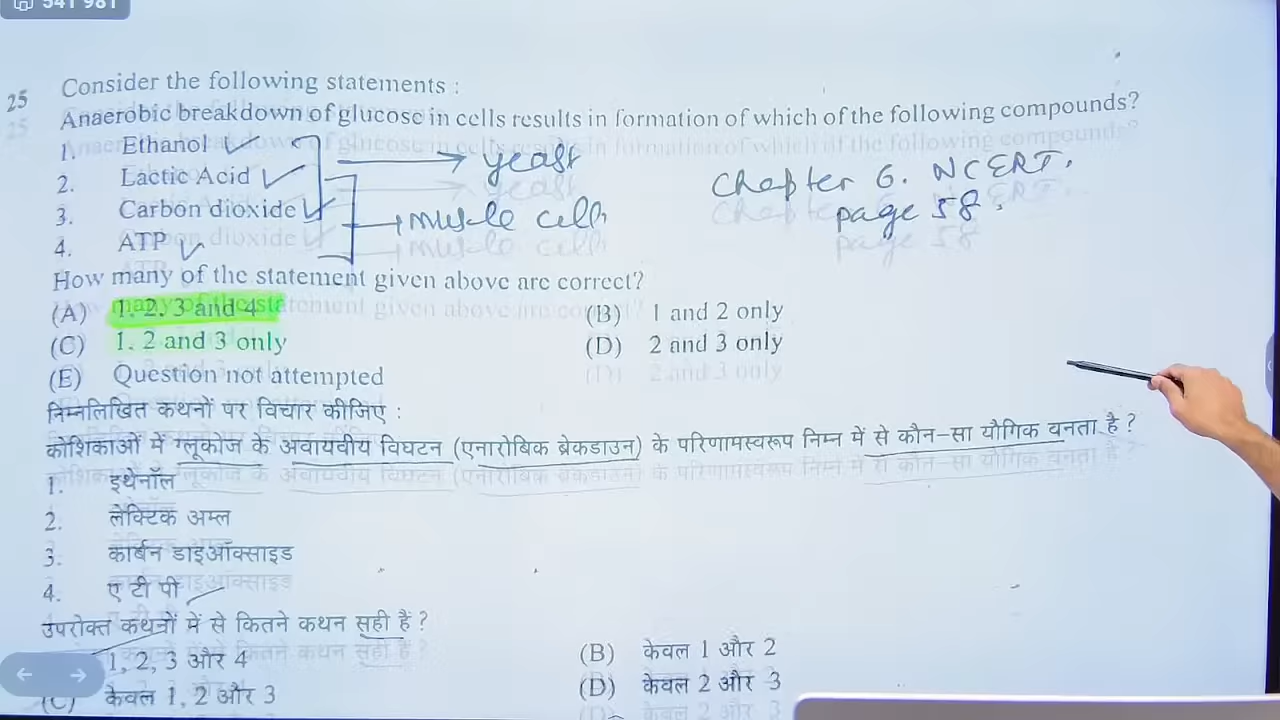 541 981
25 Consider the following statements :
Anaerobic breakdown of glucose in cells results in formation of which of the following compounds?
1. Ethanol
2. Lactic Acid
3. Carbon dioxide
4. ATP
yeast
muscle cells
Chapter 6. NCERT.
page 58.
How many of the statement given above are correct?
(A) 1, 2, 3 and 4 (B) 1 and 2 only
(C) 1, 2 and 3 only (D) 2 and 3 only
(E) Question not attempted
निम्नलिखित कथनों पर विचार कीजिए :
कोशिकाओं में ग्लूकोज के अवायवीय विघटन (एनारोबिक ब्रेकडाउन) के परिणामस्वरूप निम्न में से कौन-सा यौगिक बनता है ?
1. इथेनॉल
2. लैक्टिक अम्ल
3. कार्बन डाइऑक्साइड
4. ए टी पी
उपरोक्त कथनों में से कितने कथन सही हैं ?
1, 2, 3 और 4 (B) केवल 1 और 2
(C) केवल 1, 2 और 3 (D) केवल 2 और 3